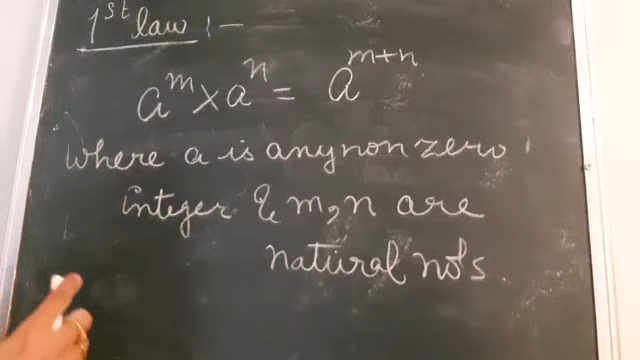 1st law :-
a^m × a^n = a^m+n
where a is any non zero
integer & m, n are
natural no's.